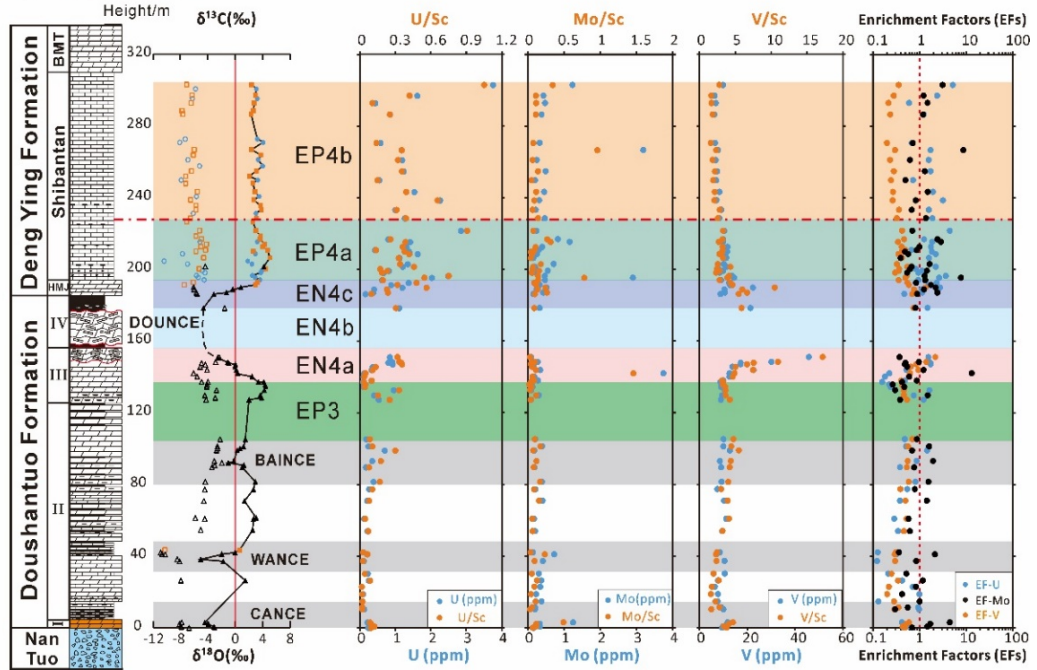 Height/m
δ¹³C(‰)
U/Sc
Mo/Sc
V/Sc
Enrichment Factors (EFs)
0 0.3 0.6 0.9 1.2
0 0.5 1 1.5 2
0 5 10 15 20
0.1 1 10 100
BMT
320
280
240
200
160
120
80
40
0
Deng Ying Formation
Shibantan
HMJ
Doushantuo Formation
IV
III
II
I
Nan
Tuo
EP4b
EP4a
EN4c
DOUNCE
EN4b
EN4a
EP3
BAINCE
WANCE
CANCE
U (ppm)
U/Sc
Mo(ppm)
Mo/Sc
V (ppm)
V/Sc
EF-U
EF-Mo
EF-V
-12 -8 -4 0 4 8 12
0 1 2 3 4
0 1 2 3 4
0 20 40 60
0.1 1 10 100
δ¹⁸O(‰)
U (ppm)
Mo (ppm)
V (ppm)
Enrichment Factors (EFs)